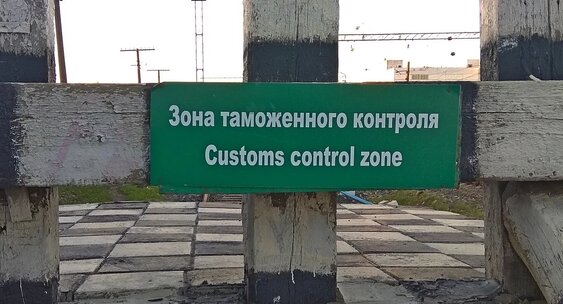 Зона таможенного контроля
Customs control zone